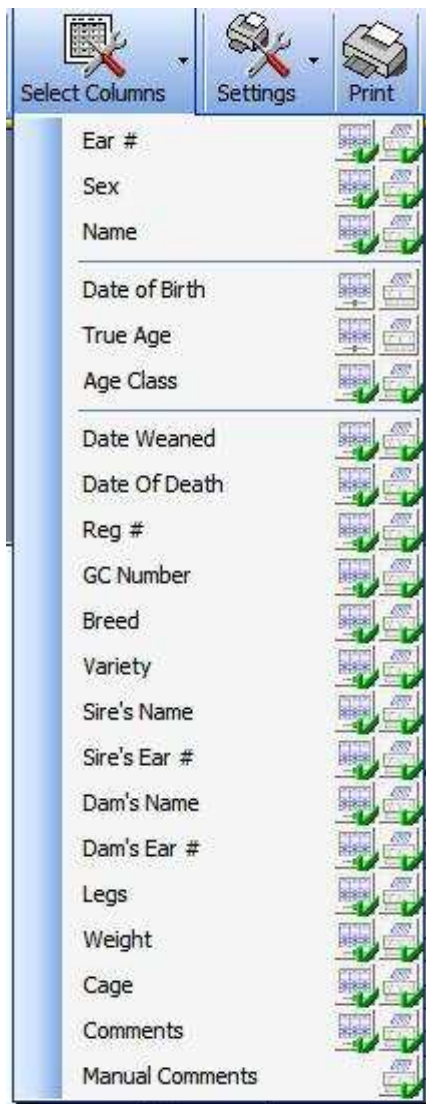 Select Columns Settings Print
Ear #
Sex
Name
Date of Birth
True Age
Age Class
Date Weaned
Date Of Death
Reg #
GC Number
Breed
Variety
Sire's Name
Sire's Ear #
Dam's Name
Dam's Ear #
Legs
Weight
Cage
Comments
Manual Comments